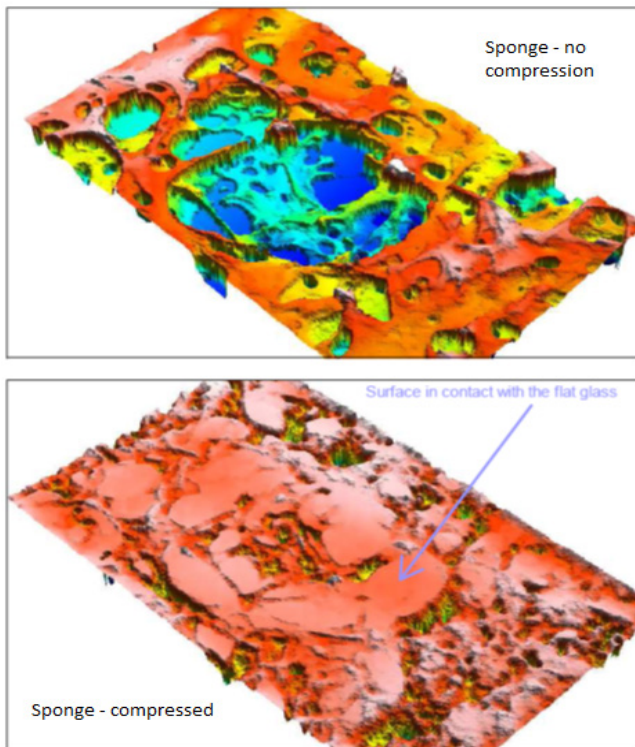 Sponge - no
compression
Surface in contact with the flat glass
Sponge - compressed